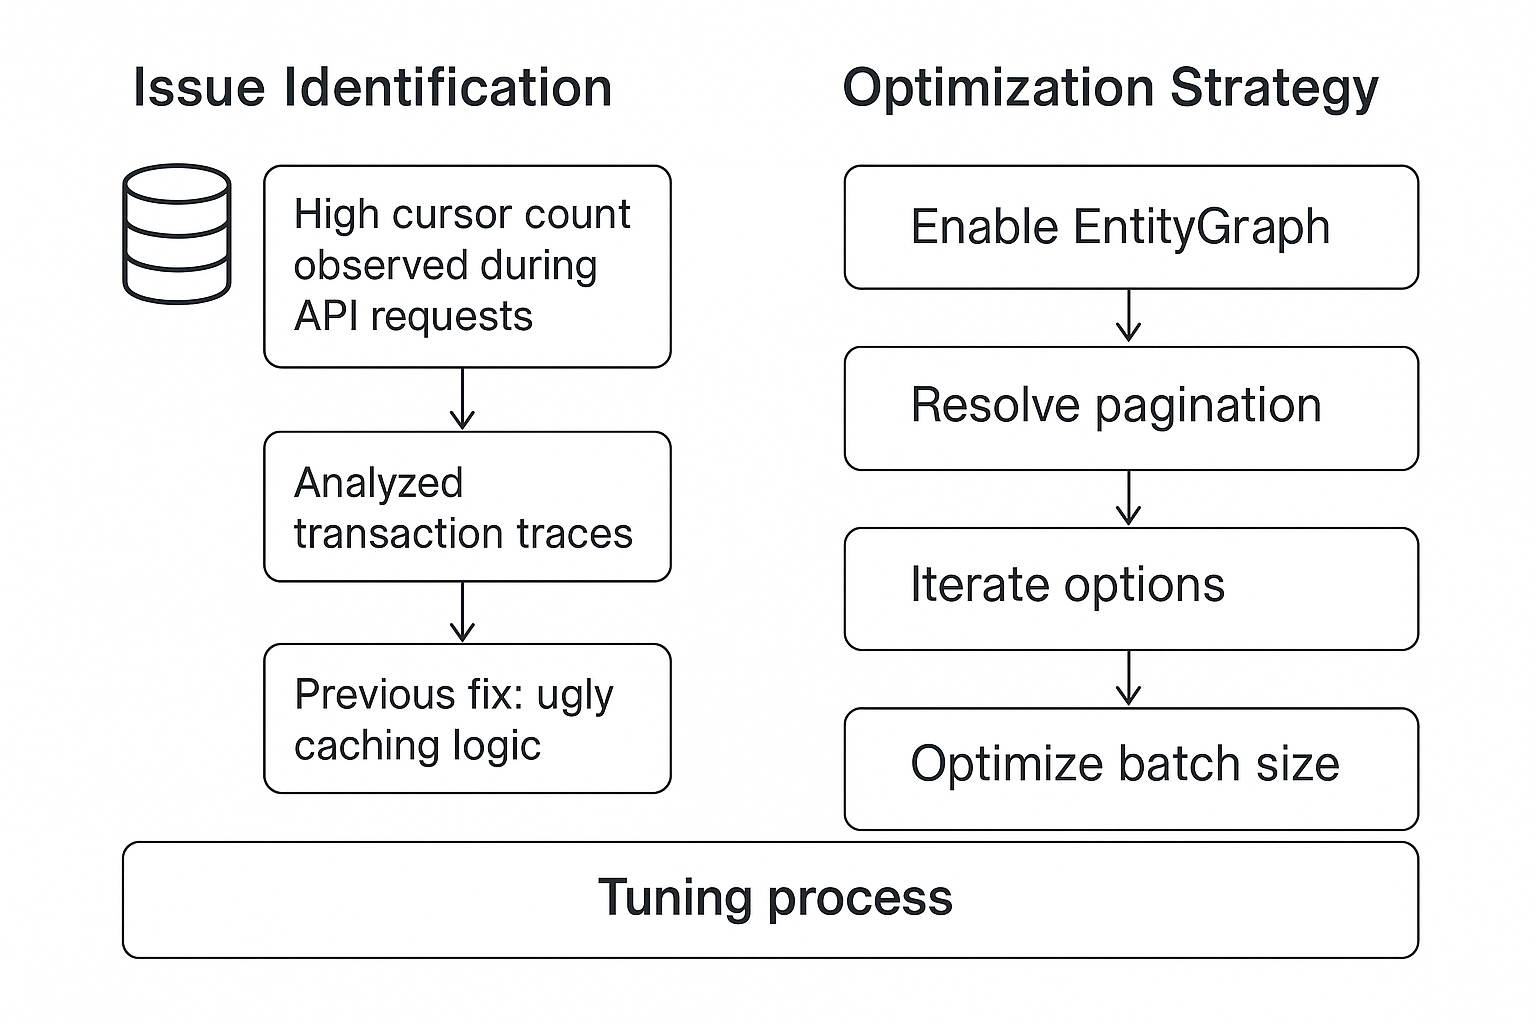 Issue Identification
High cursor count
observed during
API requests
Analyzed
transaction traces
Previous fix: ugly
caching logic
Optimization Strategy
Enable EntityGraph
Resolve pagination
Iterate options
Optimize batch size
Tuning process